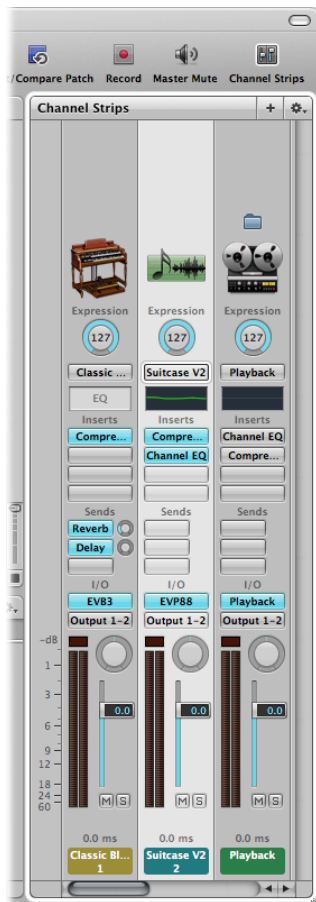 t/Compare Patch Record Master Mute Channel Strips
Channel Strips +
Expression Expression Expression
127 127 127
Classic ... Suitcase V2 Playback
EQ
Inserts Inserts Inserts
Compre... Compre... Channel EQ
Channel EQ Compre...
Sends Sends Sends
Reverb
Delay
I/O I/O I/O
EVB3 EVP88 Playback
Output 1-2 Output 1-2 Output 1-2
-dB
1
3
0.0 0.0 0.0
6
9
12
18
24 M S M S M S
60
0.0 ms 0.0 ms 0.0 ms
Classic Bl... Suitcase V2 Playback
1 2